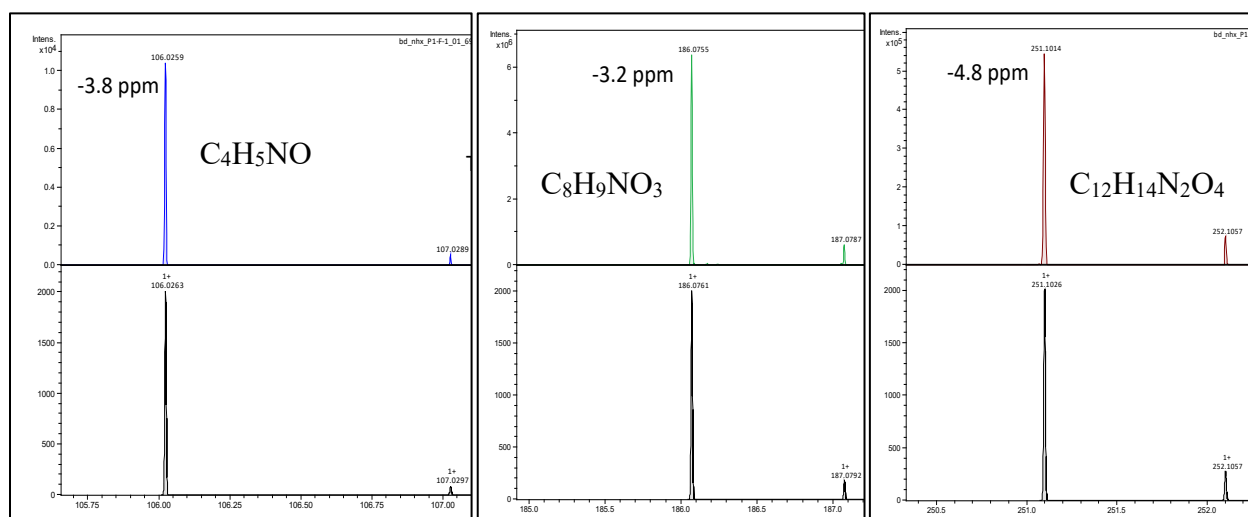 Intens.
x10⁴
bd_nhx_P1-F-1_01_69
106.0259
-3.8 ppm
C₄H₅NO
107.0289
1.0
0.8
0.6
0.4
0.2
0.0
1+
106.0263
1+
107.0297
2000
1500
1000
500
0
105.75 106.00 106.25 106.50 106.75 107.00
Intens.
x10⁶
186.0755
-3.2 ppm
C₈H₉NO₃
187.0787
6
4
2
0
1+
186.0761
1+
187.0792
2000
1500
1000
500
0
185.0 185.5 186.0 186.5 187.0
Intens.
x10⁵
bd_nhx_P1
251.1014
-4.8 ppm
C₁₂H₁₄N₂O₄
252.1057
5
4
3
2
1
0
1+
251.1026
1+
252.1057
2000
1500
1000
500
0
250.5 251.0 251.5 252.0